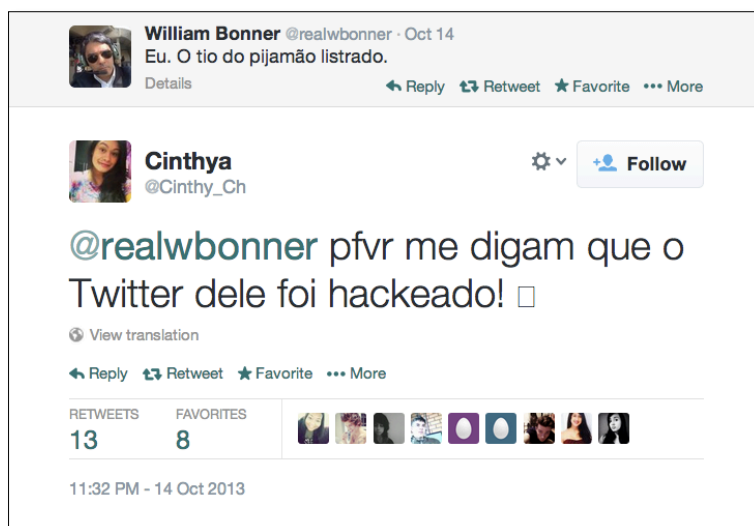 William Bonner @realwbonner · Oct 14
Eu. O tio do pijamão listrado.
Details
Reply Retweet Favorite More
Cinthya
@Cinthy_Ch
Follow
@realwbonner pfvr me digam que o
Twitter dele foi hackeado!
View translation
Reply Retweet Favorite More
RETWEETS FAVORITES
13 8
11:32 PM - 14 Oct 2013